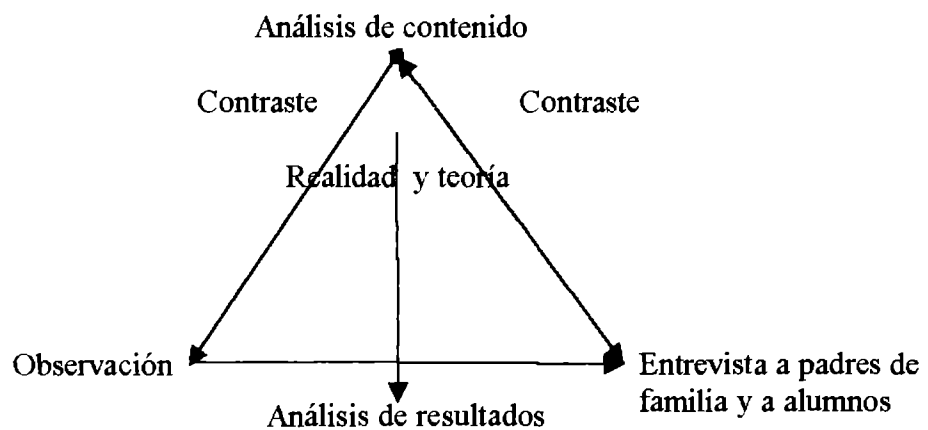 Análisis de contenido
Contraste
Contraste
Realidad y teoría
Observación
Entrevista a padres de
familia y a alumnos
Análisis de resultados